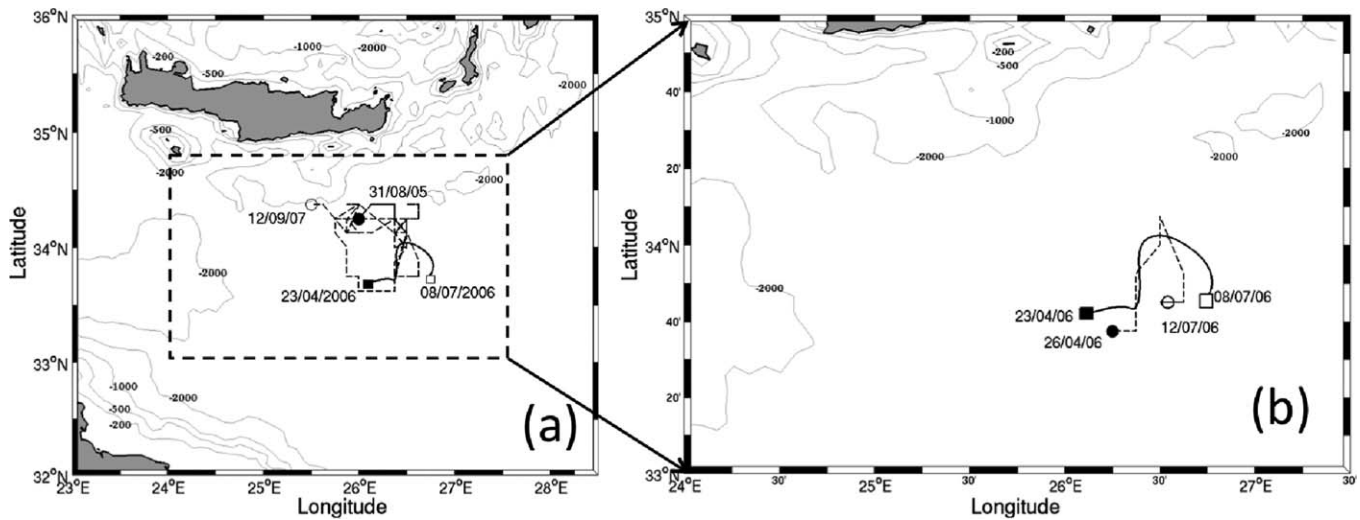 36°N
35°N
34°N
33°N
32°N
Latitude
23°E
24°E
25°E
26°E
27°E
28°E
Longitude
-200
-1000
-2000
-500
-2000
-500
-2000
-2000
31/08/05
12/09/07
-2000
23/04/2006
08/07/2006
-1000
-2000
-500
-200
(a)
35°N
40'
20'
34°N
40'
20'
33°N
Latitude
24°E
30'
25°E
30'
26°E
30'
27°E
30'
Longitude
-200
-500
-1000
-2000
-2000
-2000
-2000
23/04/06
08/07/06
12/07/06
26/04/06
(b)